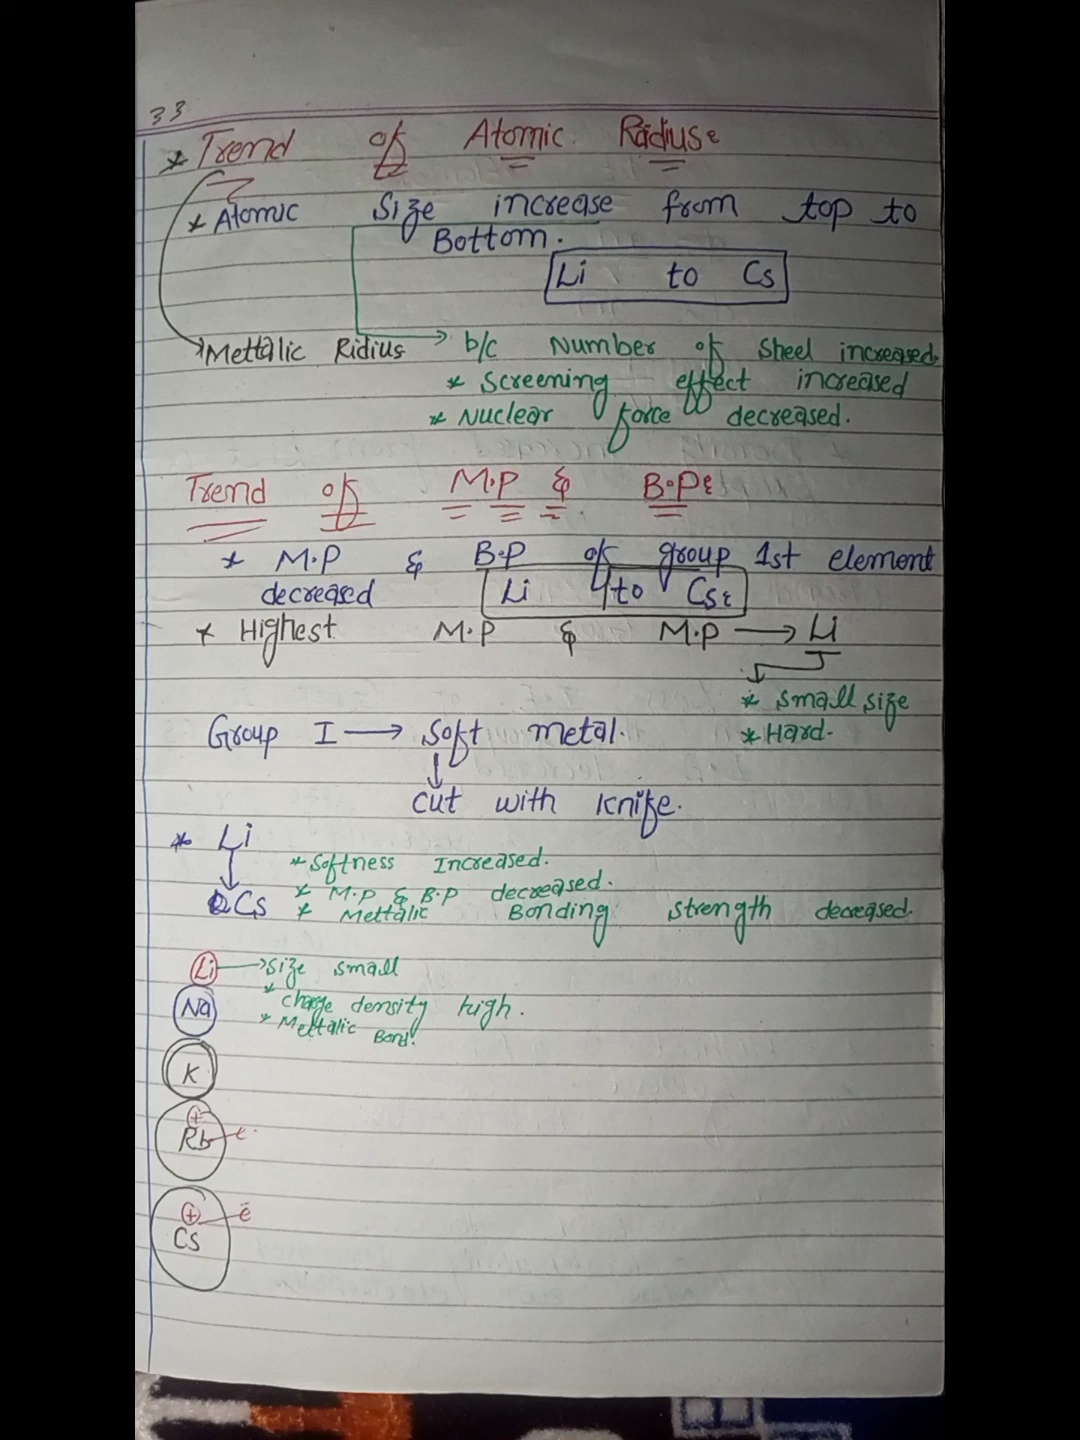 33
* Trend of Atomic Radius:
* Atomic Size increase from top to
Bottom.
Li to Cs
Mettalic Ridius → b/c Number of Sheel increased.
* Screening effect increased
* Nuclear force decreased.
Trend of M.P & B.P:
* M.P & B.P of group 1st element
decreased Li to Cs:
* Highest M.P & M.P → Li
* Small size
* Hard.
Group I → Soft metal.
cut with knife.
* Li
* Softness Increased.
* M.P & B.P decreased.
Cs * Mettalic Bonding strength decreased.
Li → Size small
Na * charge density high.
* Mettalic Bond.
K
+
Rb e-
+ ē
Cs